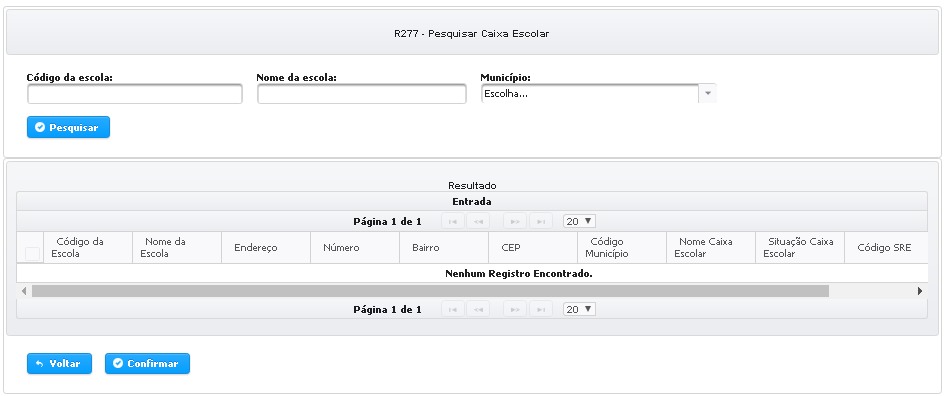 R277 - Pesquisar Caixa Escolar
Código da escola: Nome da escola: Município:
Escolha...
Pesquisar
Resultado
Entrada
Página 1 de 1 20
Código da Escola Nome da Escola Endereço Número Bairro CEP Código Município Nome Caixa Escolar Situação Caixa Escolar Código SRE
Nenhum Registro Encontrado.
Página 1 de 1 20
Voltar Confirmar